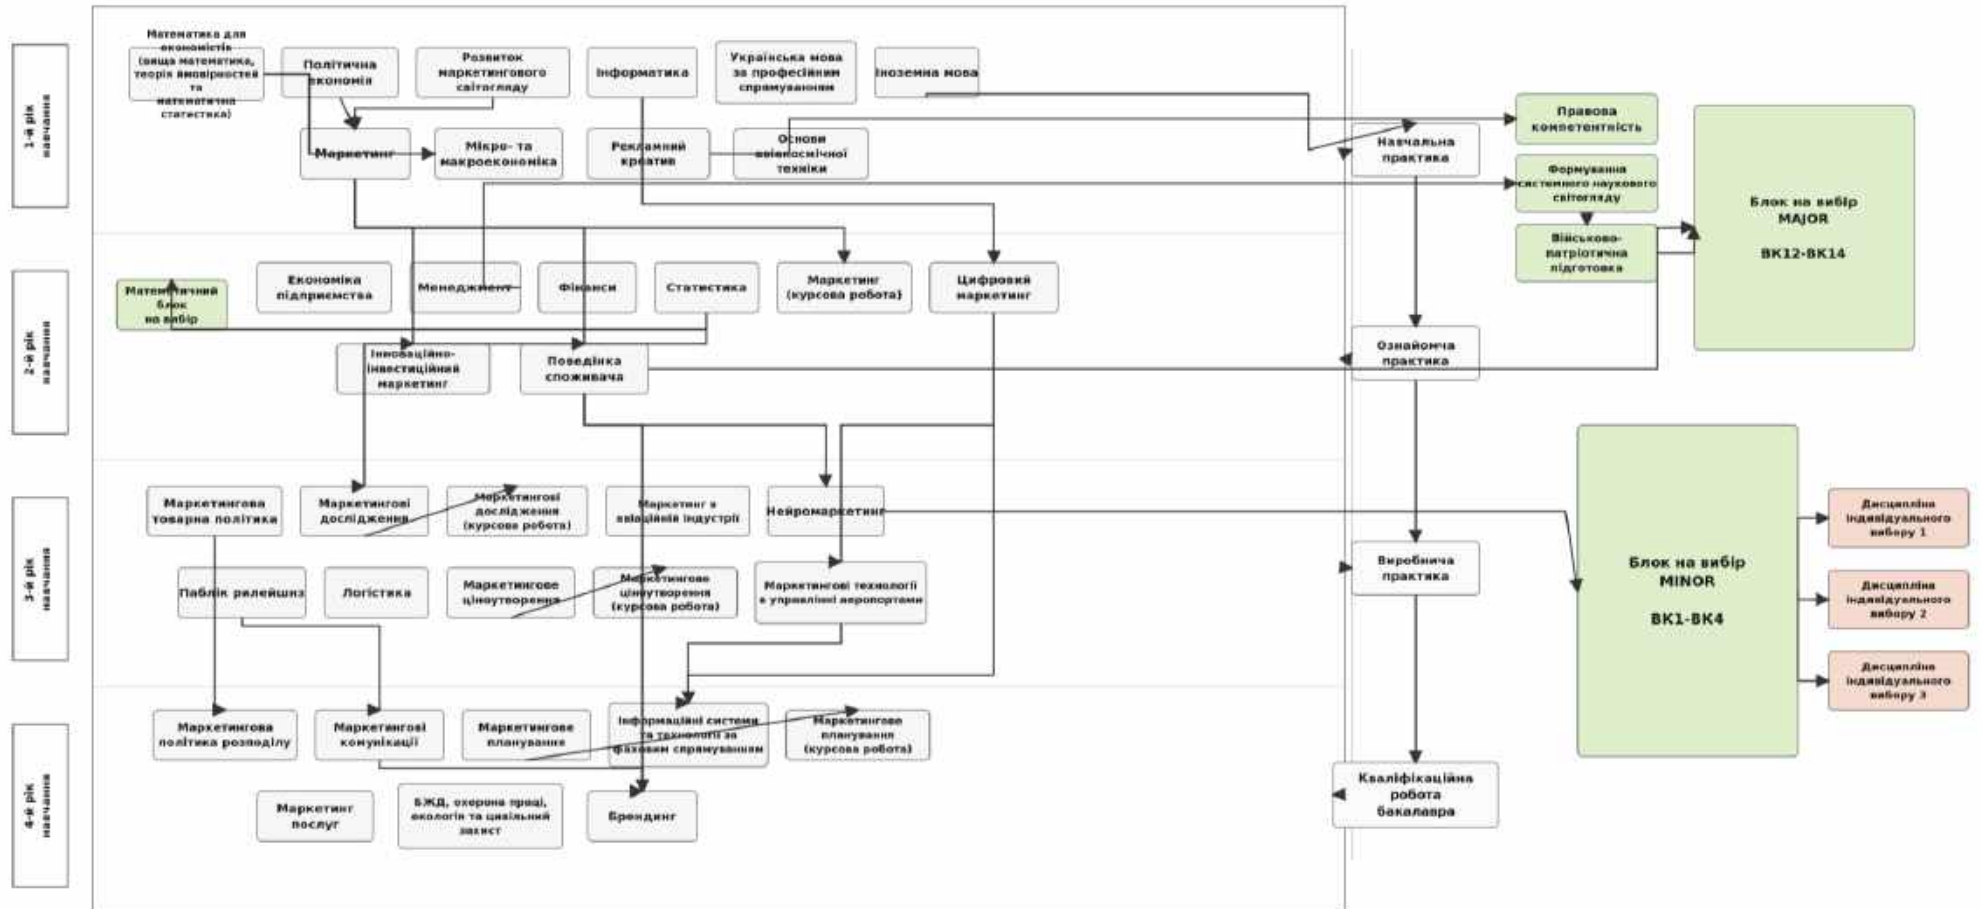 1-й рік
навчання
Математика для
економістів
(вища математика,
теорія ймовірностей
та
математична
статистика)
Політична
економія
Розвиток
маркетингового
світогляду
Інформатика
Українська мова
за професійним
спрямуванням
Іноземна мова
Маркетинг
Мікро- та
макроекономіка
Рекламний
креатив
Основи
авіакосмічної
техніки
Навчальна
практика
Правова
компетентність
Формування
системного наукового
світогляду
Військово-
патріотична
підготовка
Блок на вибір
MAJOR
ВК12-ВК14
2-й рік
навчання
Математичний
блок
на вибір
Економіка
підприємства
Менеджмент
Фінанси
Статистика
Маркетинг
(курсова робота)
Цифровий
маркетинг
Інноваційно-
інвестиційний
маркетинг
Поведінка
споживача
Ознайомча
практика
3-й рік
навчання
Маркетингова
товарна політика
Маркетингові
дослідження
Маркетингові
дослідження
(курсова робота)
Маркетинг в
авіаційній індустрії
Нейромаркетинг
Паблік рилейшнз
Логістика
Маркетингове
ціноутворення
Маркетингове
ціноутворення
(курсова робота)
Маркетингові технології
в управлінні аеропортами
Виробнича
практика
Блок на вибір
MINOR
ВК1-ВК4
Дисципліна
індивідуального
вибору 1
Дисципліна
індивідуального
вибору 2
Дисципліна
індивідуального
вибору 3
4-й рік
навчання
Маркетингова
політика розподілу
Маркетингові
комунікації
Маркетингове
планування
Інформаційні системи
та технології за
фаховим спрямуванням
Маркетингове
планування
(курсова робота)
Маркетинг
послуг
БЖД, охорона праці,
екологія та цивільний
захист
Брендинг
Кваліфікаційна
робота
бакалавра